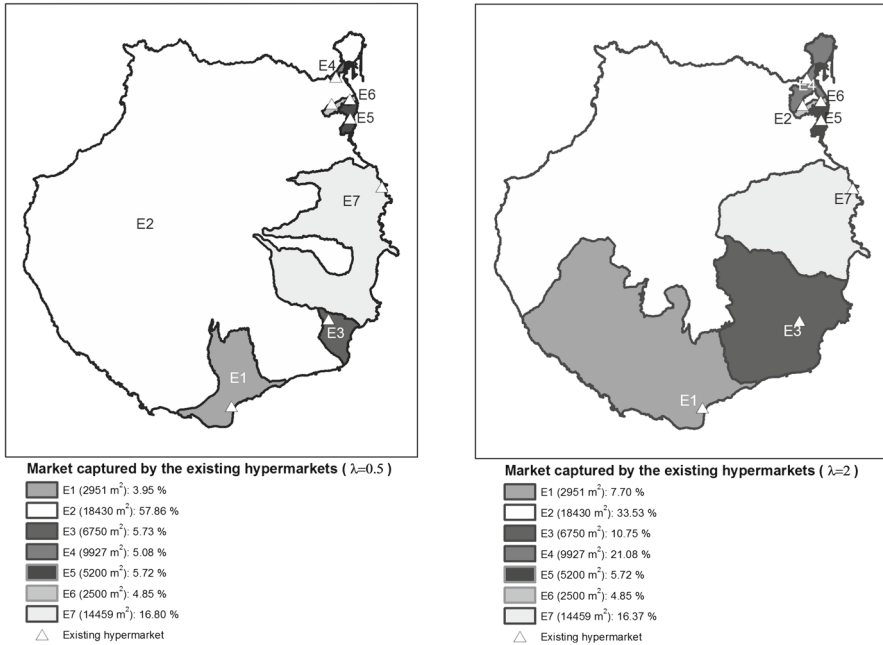 E4
E6
E5
E7
E2
E3
E1
Market captured by the existing hypermarkets ( λ=0.5 )
E1 (2951 m²): 3.95 %
E2 (18430 m²): 57.86 %
E3 (6750 m²): 5.73 %
E4 (9927 m²): 5.08 %
E5 (5200 m²): 5.72 %
E6 (2500 m²): 4.85 %
E7 (14459 m²): 16.80 %
Existing hypermarket
E4
E6
E2
E5
E7
E3
E1
Market captured by the existing hypermarkets ( λ=2 )
E1 (2951 m²): 7.70 %
E2 (18430 m²): 33.53 %
E3 (6750 m²): 10.75 %
E4 (9927 m²): 21.08 %
E5 (5200 m²): 5.72 %
E6 (2500 m²): 4.85 %
E7 (14459 m²): 16.37 %
Existing hypermarket